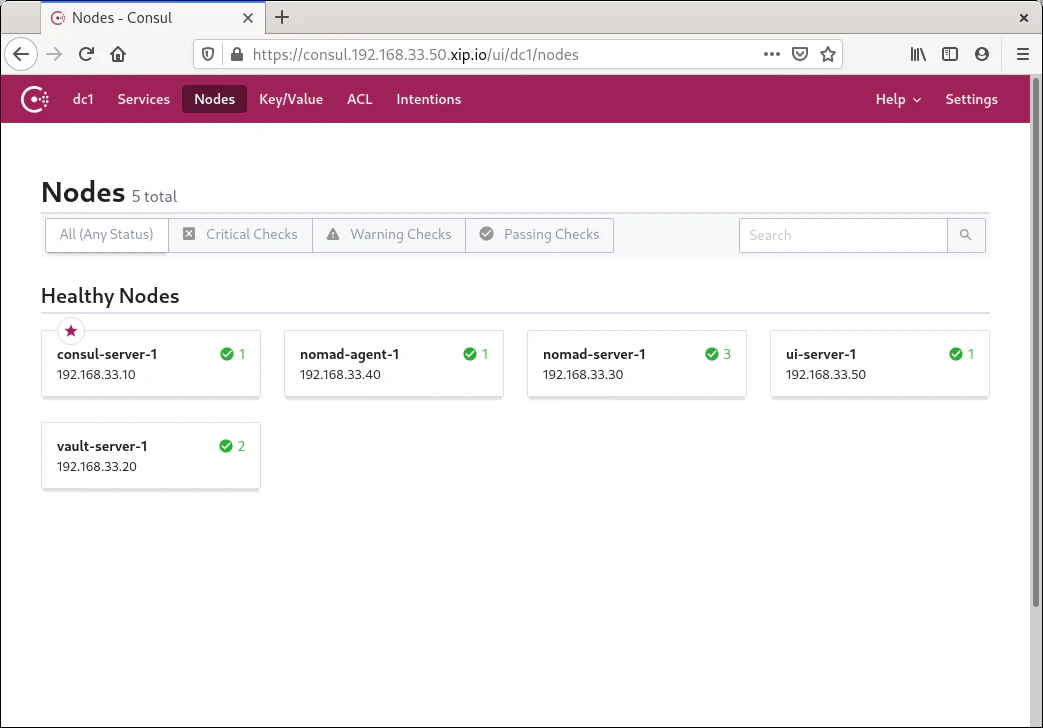 Nodes - Consul
https://consul.192.168.33.50.xip.io/ui/dc1/nodes
dc1 Services Nodes Key/Value ACL Intentions Help Settings
Nodes 5 total
All (Any Status) Critical Checks Warning Checks Passing Checks Search
Healthy Nodes
consul-server-1 1 nomad-agent-1 1 nomad-server-1 3 ui-server-1 1
192.168.33.10 192.168.33.40 192.168.33.30 192.168.33.50
vault-server-1 2
192.168.33.20